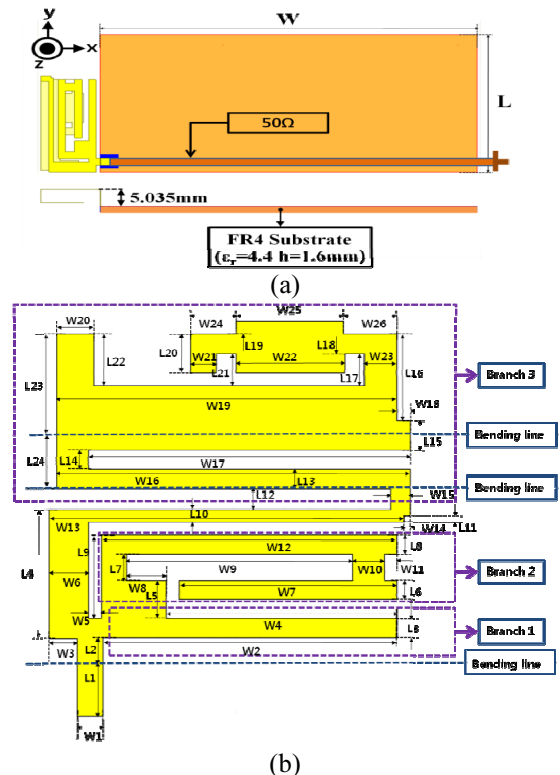 y
x
z
W
L
50Ω
5.035mm
FR4 Substrate
(εr=4.4 h=1.6mm)
(a)
W20
W24
W25
W26
L22
L20
L19
L18
W21
W22
W23
L21
L17
L16
L23
W19
W18
Branch 3
L15
Bending line
L14
W17
L24
W16
L13
Bending line
L12
W15
L10
W13
W14
L11
L4
L9
W12
L8
W6
L7
W9
W10
W11
Branch 2
W8
L5
W7
L6
W5
W4
L3
Branch 1
W3
L2
W2
Bending line
L1
W1
(b)